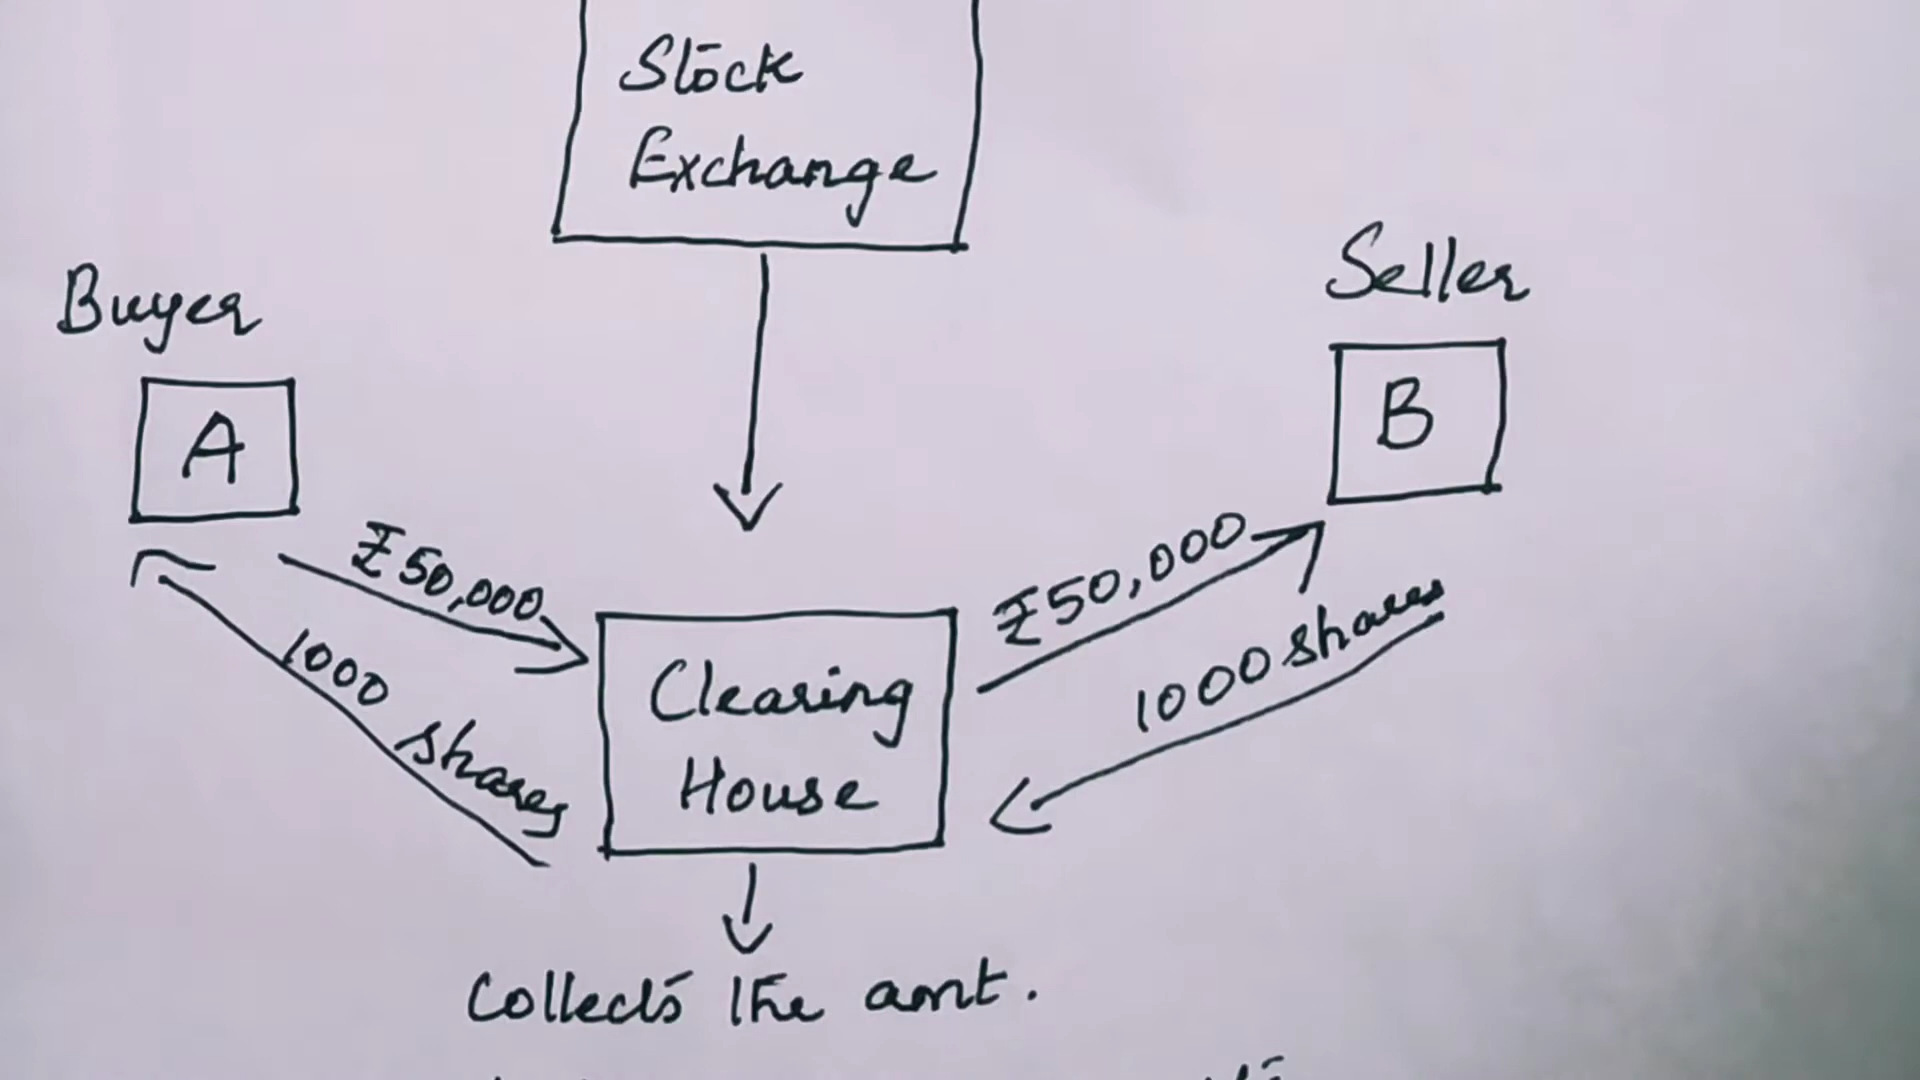 Stock
Exchange
Buyer
Seller
A
B
₹50,000
₹50,000
1000 shares
1000 shares
Clearing
House
Collects the amt.